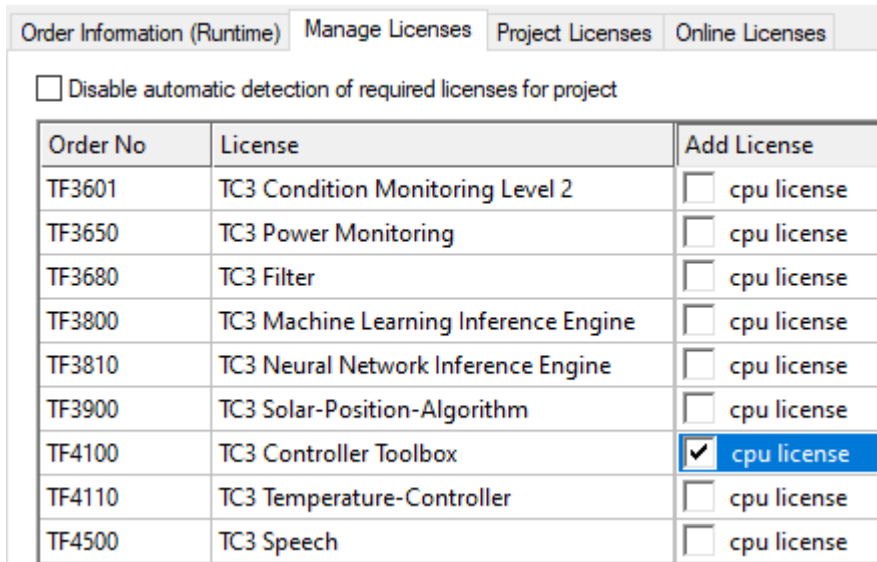 Order Information (Runtime) Manage Licenses Project Licenses Online Licenses
Disable automatic detection of required licenses for project
Order No License Add License
TF3601 TC3 Condition Monitoring Level 2 cpu license
TF3650 TC3 Power Monitoring cpu license
TF3680 TC3 Filter cpu license
TF3800 TC3 Machine Learning Inference Engine cpu license
TF3810 TC3 Neural Network Inference Engine cpu license
TF3900 TC3 Solar-Position-Algorithm cpu license
TF4100 TC3 Controller Toolbox cpu license
TF4110 TC3 Temperature-Controller cpu license
TF4500 TC3 Speech cpu license